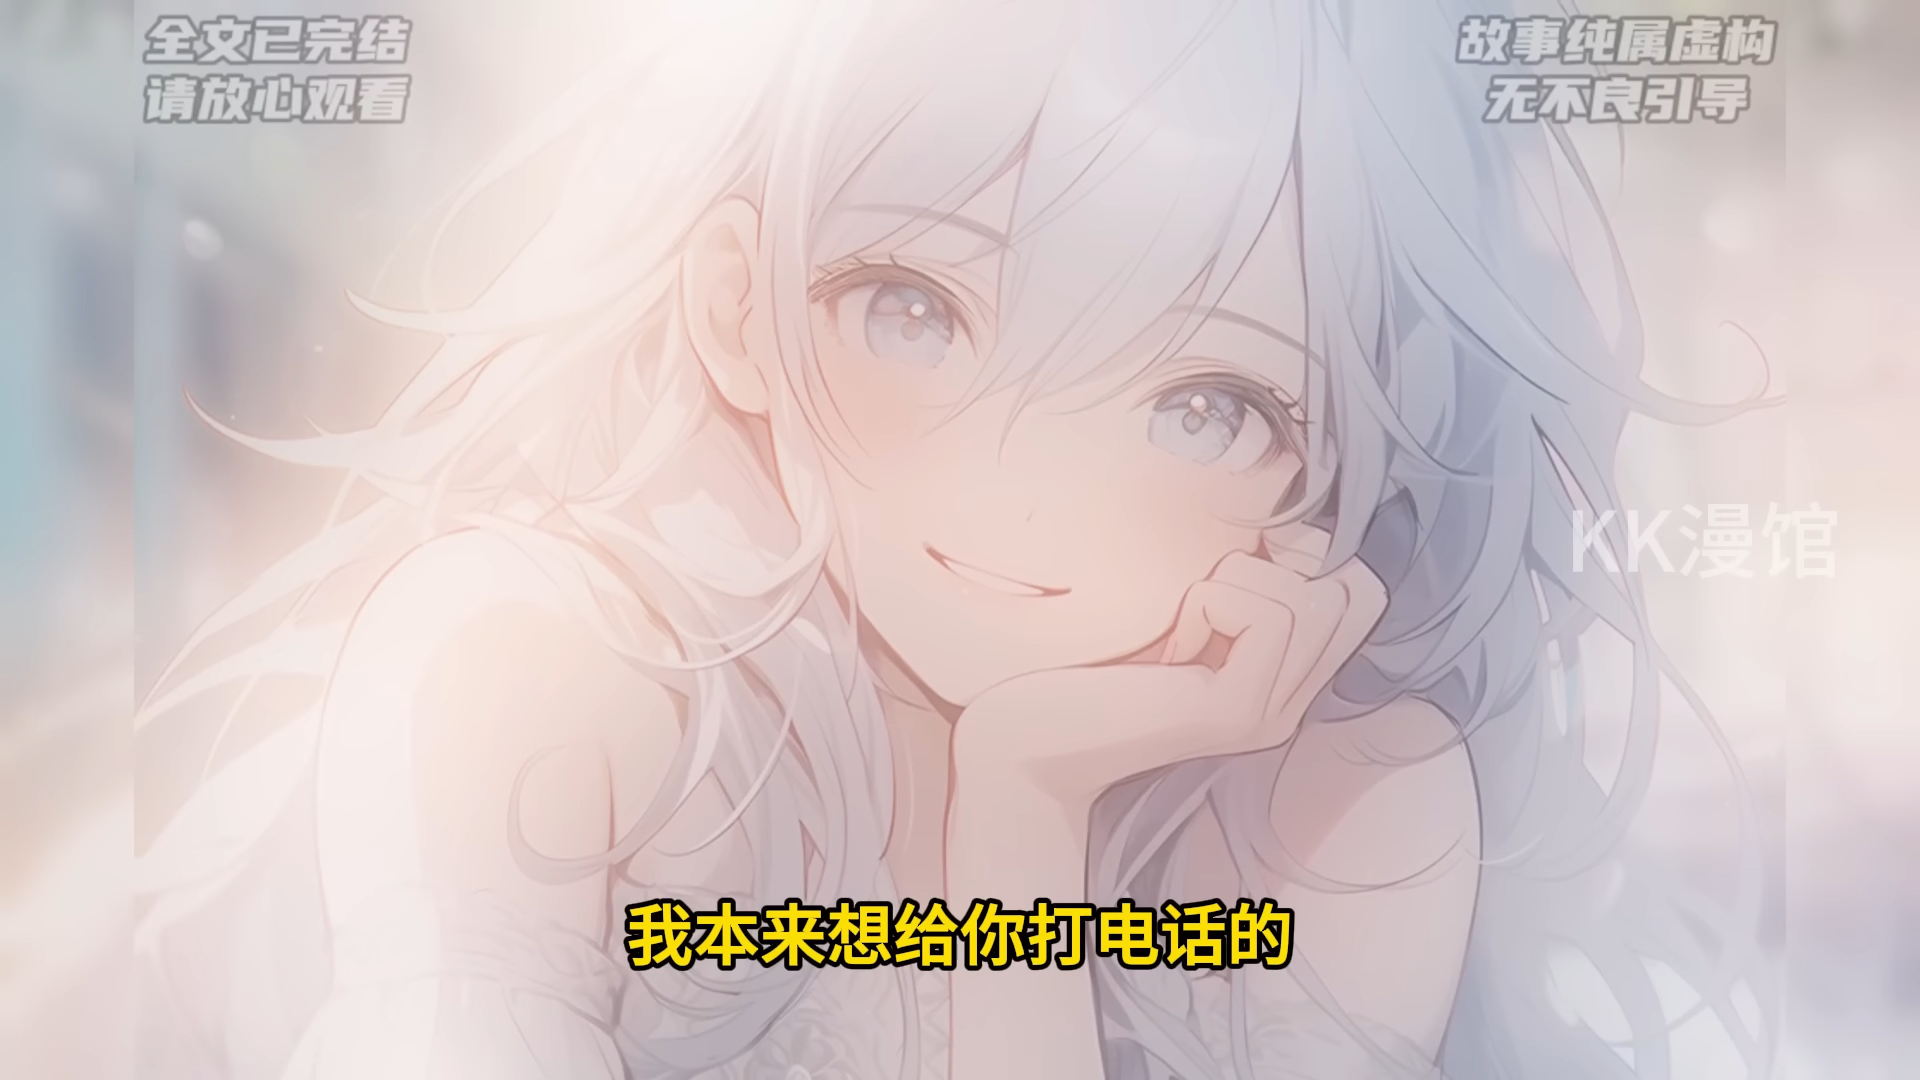 全文已完结
请放心观看
故事纯属虚构
无不良引导
KK漫馆
我本来想给你打电话的